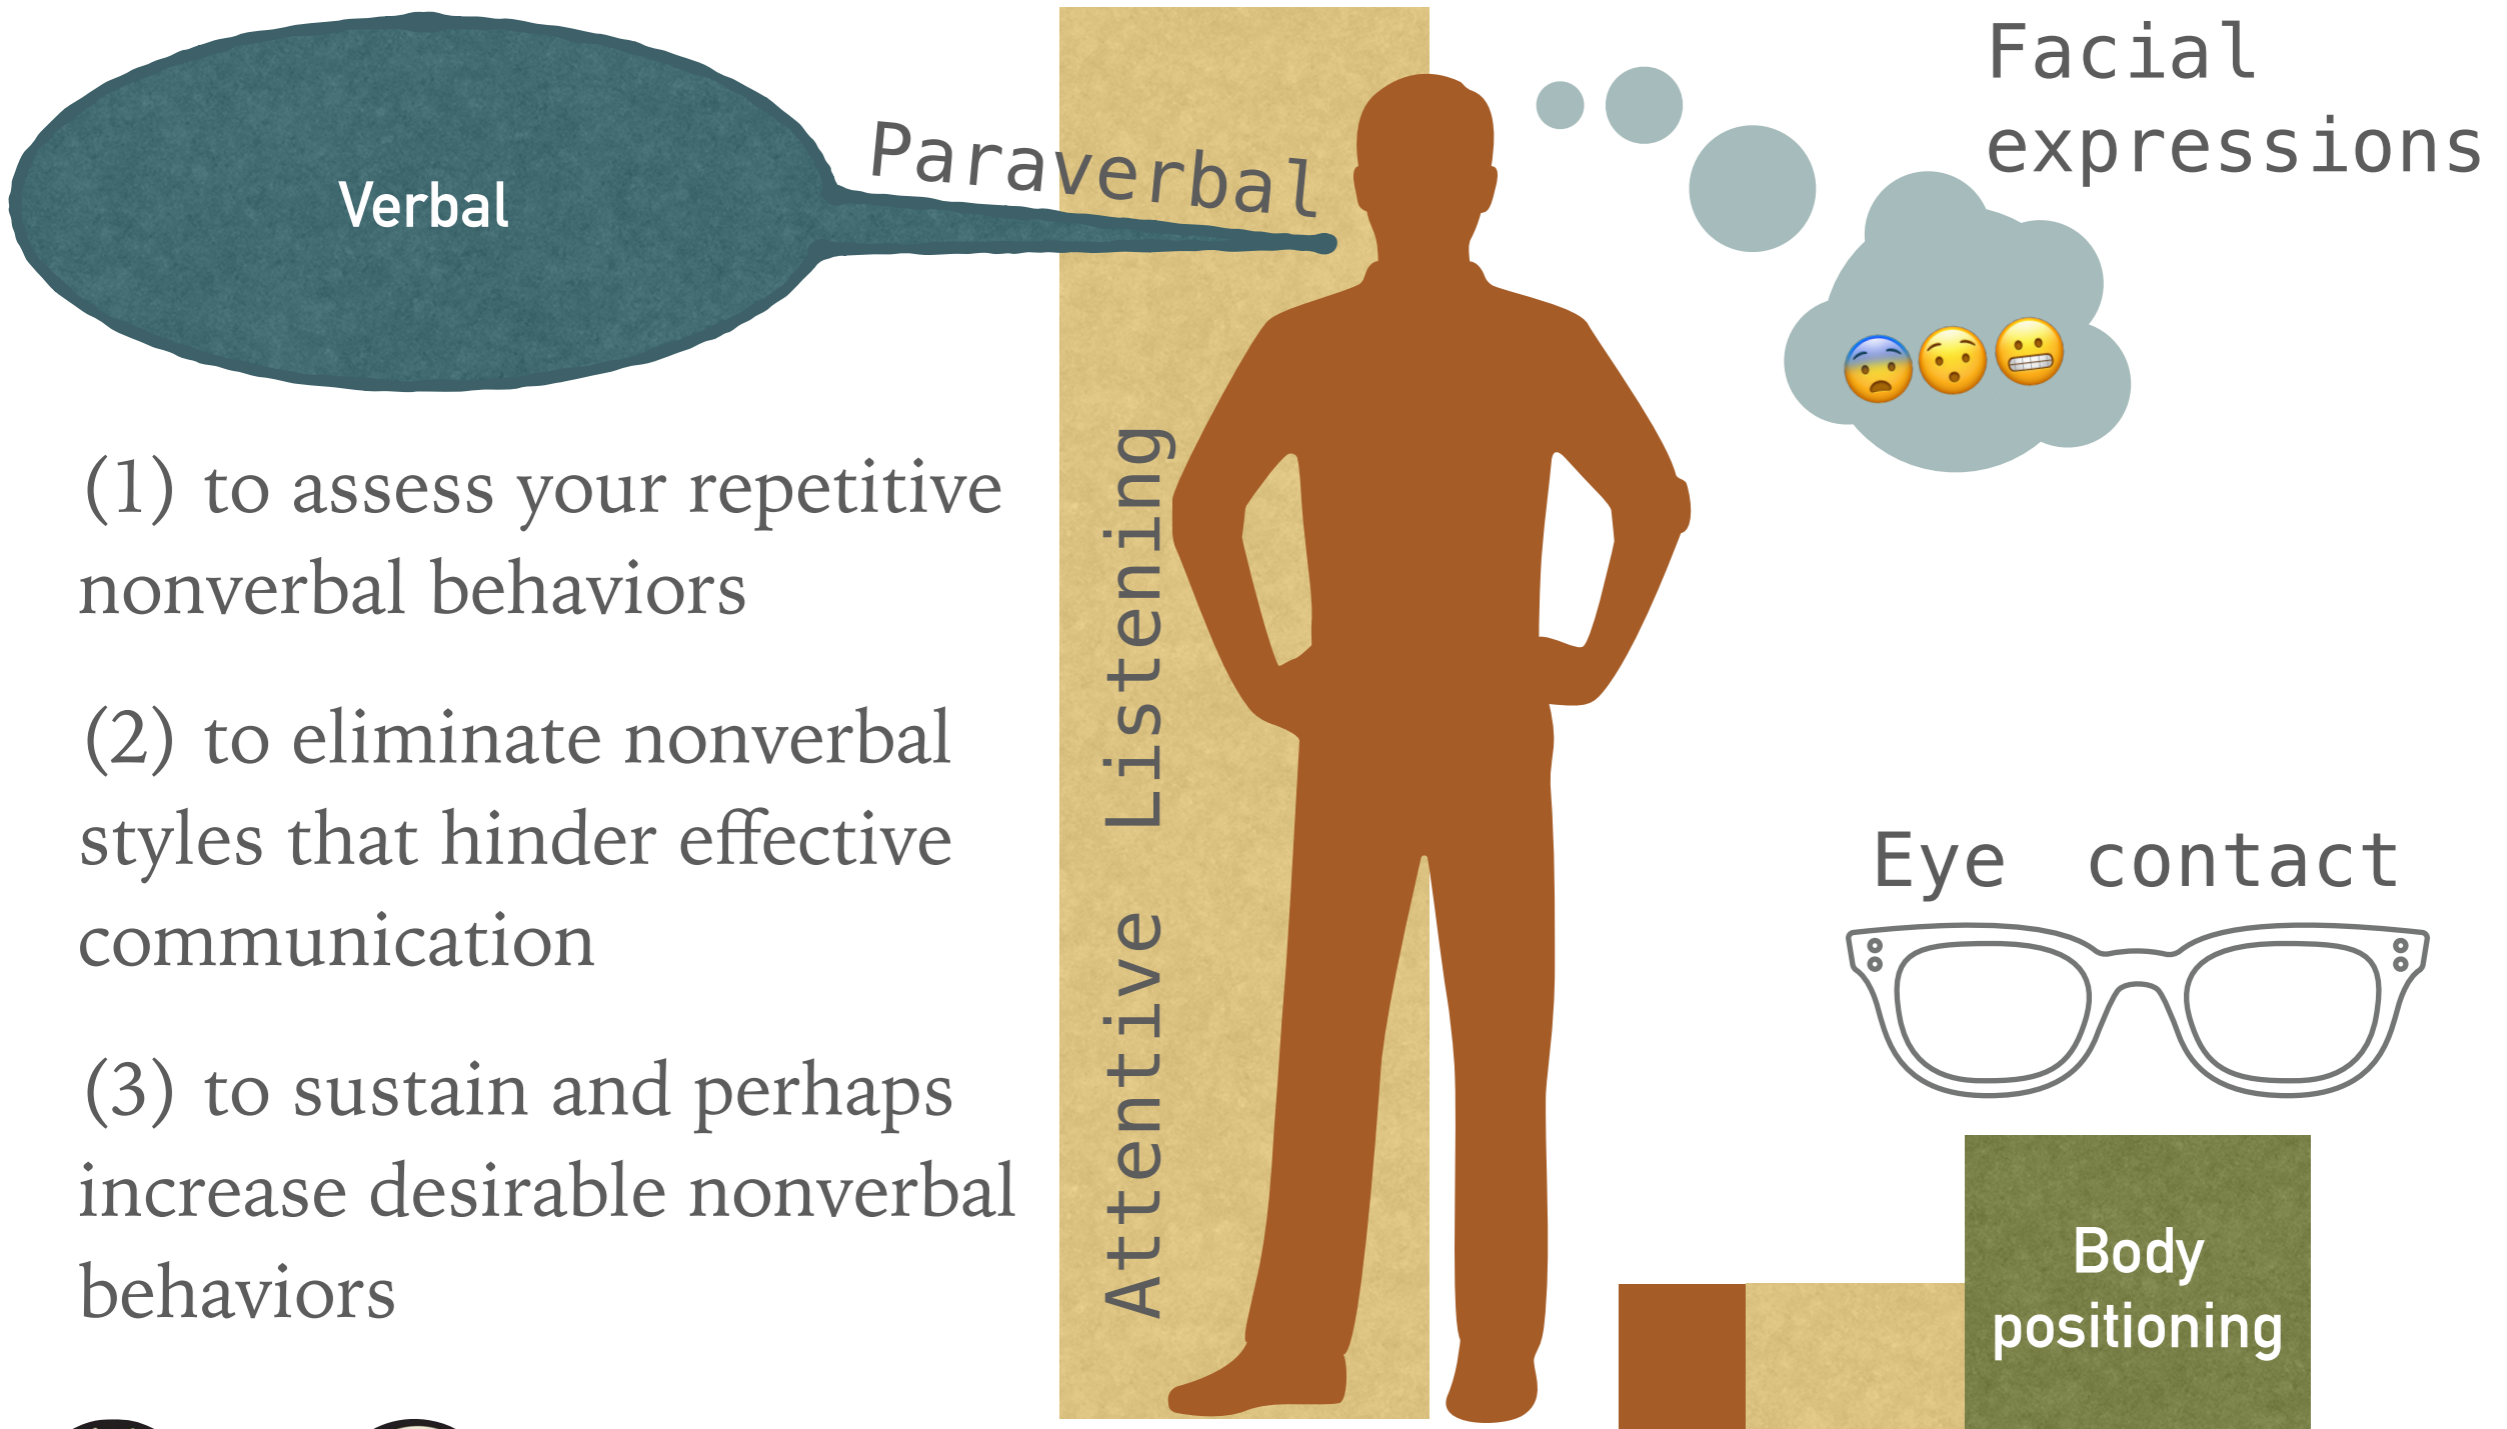 Verbal
Paraverbal
Facial
expressions
(1) to assess your repetitive
nonverbal behaviors
(2) to eliminate nonverbal
styles that hinder effective
communication
(3) to sustain and perhaps
increase desirable nonverbal
behaviors
Attentive Listening
Eye contact
Body
positioning